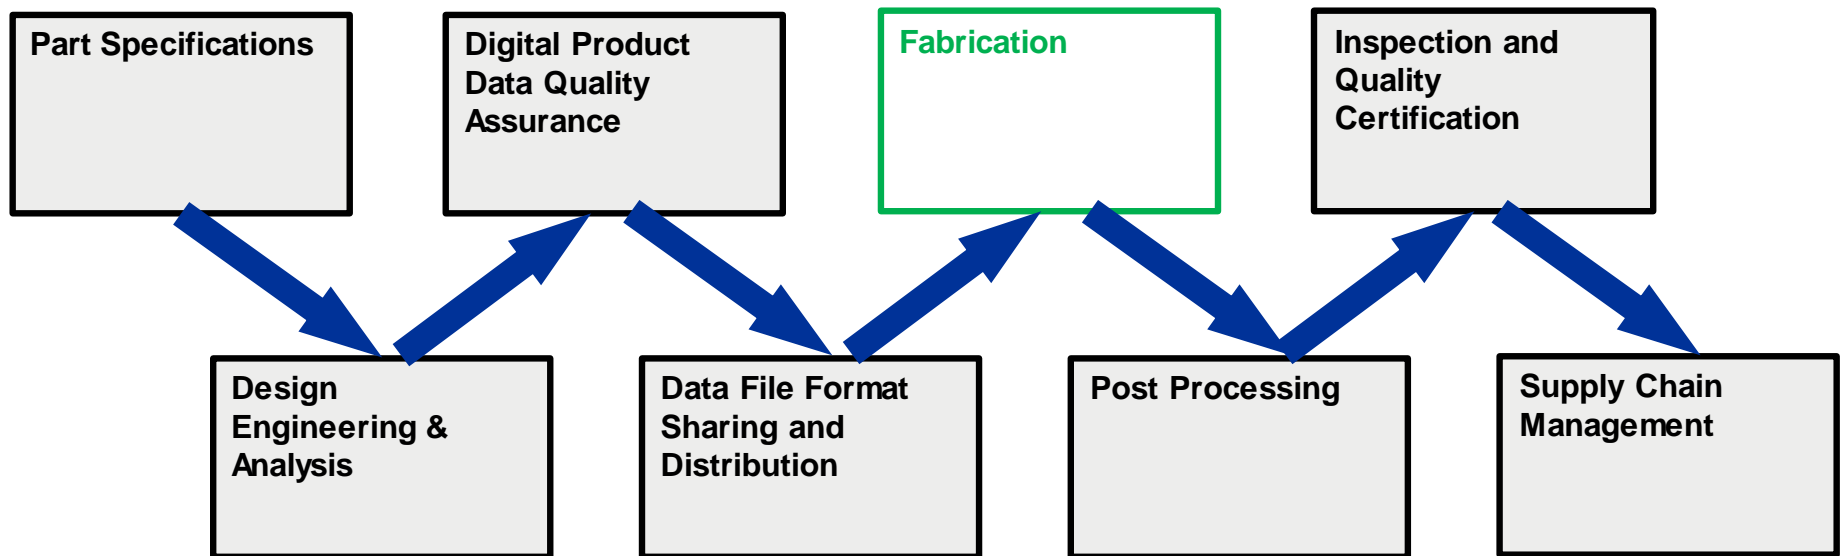 Part Specifications
Digital Product
Data Quality
Assurance
Fabrication
Inspection and
Quality
Certification
Design
Engineering &
Analysis
Data File Format
Sharing and
Distribution
Post Processing
Supply Chain
Management